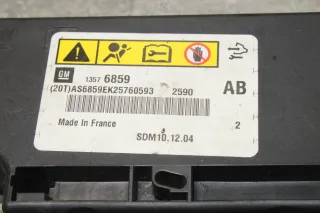 GM
1357 6859
(20T)AS6859EK25760593 2590
AB
Made In France
2
SDM10.12.04